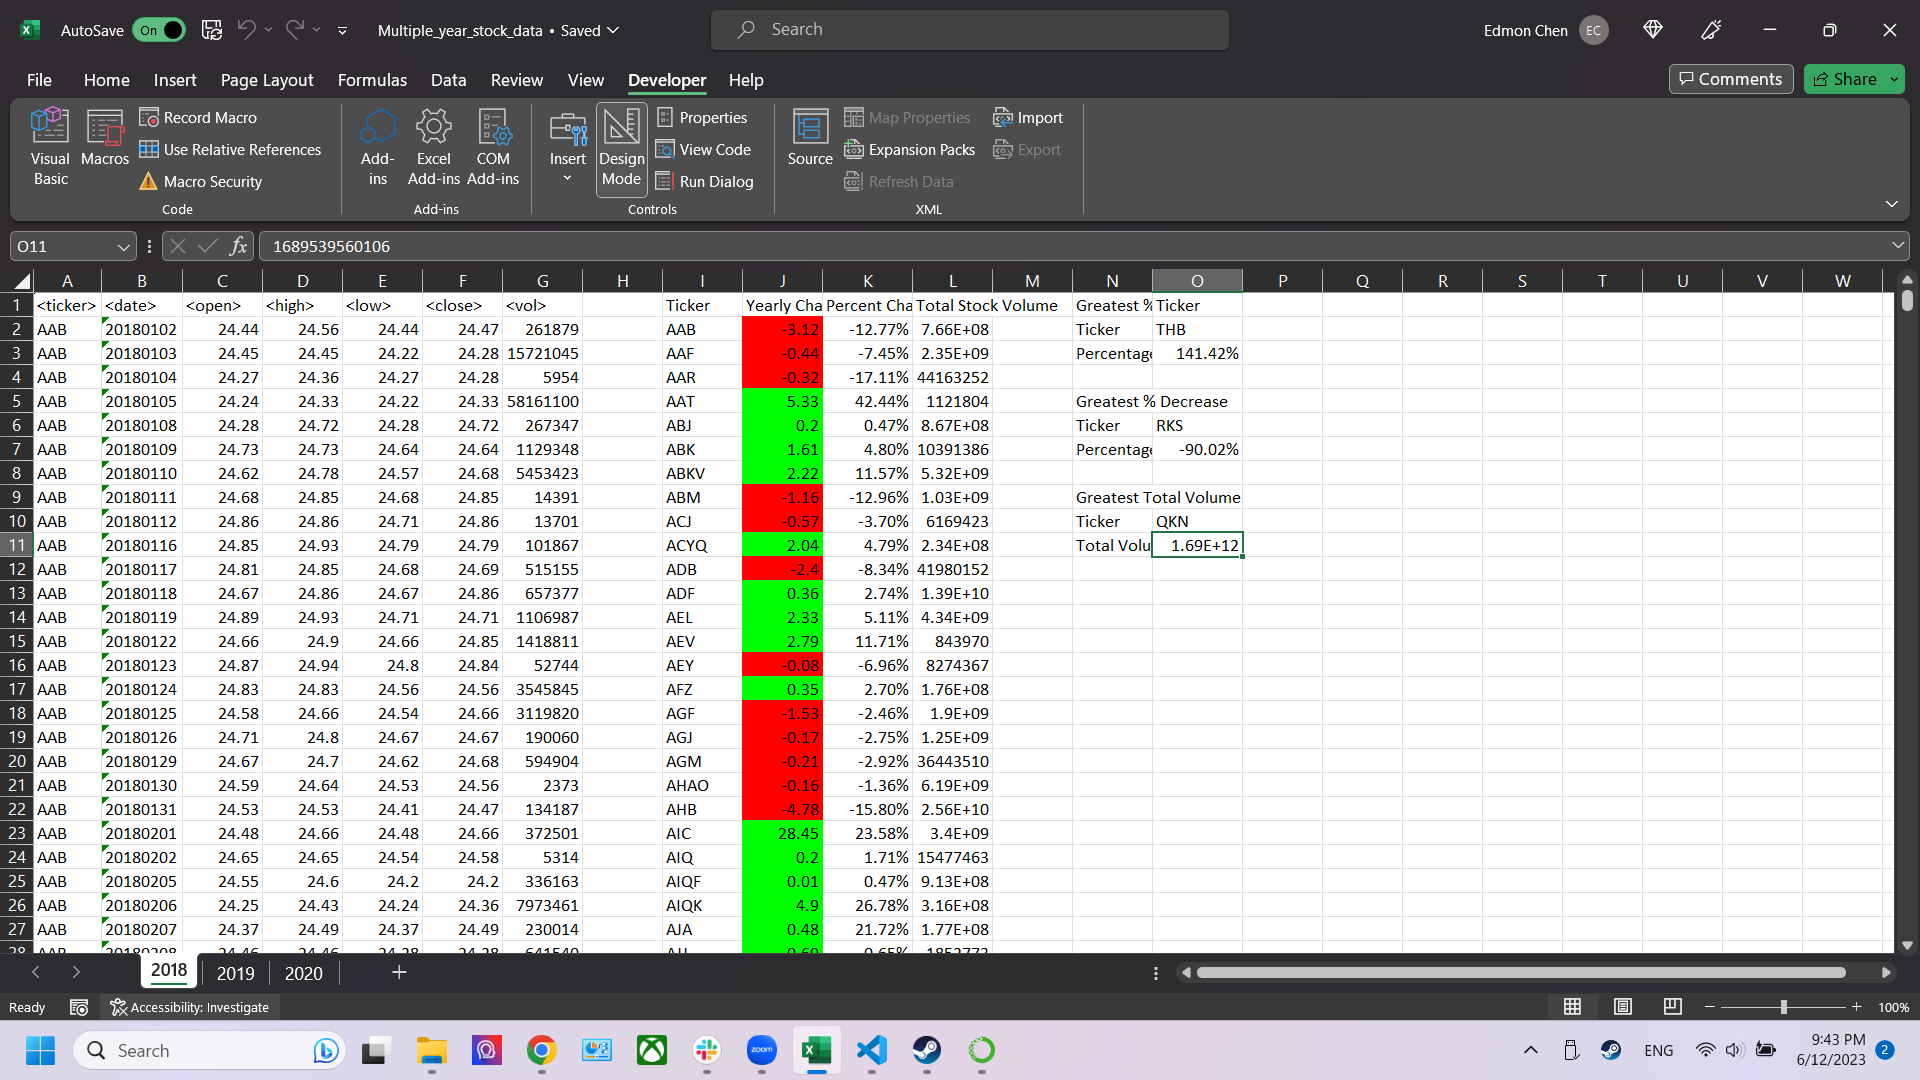 AutoSave On Multiple_year_stock_data • Saved Search Edmon Chen EC
File Home Insert Page Layout Formulas Data Review View Developer Help Comments Share
Visual Basic
Macros
Record Macro
Use Relative References
Macro Security
Code
Add-ins
Excel Add-ins
COM Add-ins
Add-ins
Insert
Design Mode
Properties
View Code
Run Dialog
Controls
Source
Map Properties
Expansion Packs
Refresh Data
Import
Export
XML
O11 fx 1689539560106
A B C D E F G H I J K L M N O P Q R S T U V W
1 <ticker> <date> <open> <high> <low> <close> <vol> Ticker Yearly Cha Percent Cha Total Stock Volume Greatest % Ticker
2 AAB 20180102 24.44 24.56 24.44 24.47 261879 AAB -3.12 -12.77% 7.66E+08 Ticker THB
3 AAB 20180103 24.45 24.45 24.22 24.28 15721045 AAF -0.44 -7.45% 2.35E+09 Percentage 141.42%
4 AAB 20180104 24.27 24.36 24.27 24.28 5954 AAR -0.32 -17.11% 44163252
5 AAB 20180105 24.24 24.33 24.22 24.33 58161100 AAT 5.33 42.44% 1121804 Greatest % Decrease
6 AAB 20180108 24.28 24.72 24.28 24.72 267347 ABJ 0.2 0.47% 8.67E+08 Ticker RKS
7 AAB 20180109 24.73 24.73 24.64 24.64 1129348 ABK 1.61 4.80% 10391386 Percentage -90.02%
8 AAB 20180110 24.62 24.78 24.57 24.68 5453423 ABKV 2.22 11.57% 5.32E+09
9 AAB 20180111 24.68 24.85 24.68 24.85 14391 ABM -1.16 -12.96% 1.03E+09 Greatest Total Volume
10 AAB 20180112 24.86 24.86 24.71 24.86 13701 ACJ -0.57 -3.70% 6169423 Ticker QKN
11 AAB 20180116 24.85 24.93 24.79 24.79 101867 ACYQ 2.04 4.79% 2.34E+08 Total Volu 1.69E+12
12 AAB 20180117 24.81 24.85 24.68 24.69 515155 ADB -2.4 -8.34% 41980152
13 AAB 20180118 24.67 24.86 24.67 24.86 657377 ADF 0.36 2.74% 1.39E+10
14 AAB 20180119 24.89 24.93 24.71 24.71 1106987 AEL 2.33 5.11% 4.34E+09
15 AAB 20180122 24.66 24.9 24.66 24.85 1418811 AEV 2.79 11.71% 843970
16 AAB 20180123 24.87 24.94 24.8 24.84 52744 AEY -0.08 -6.96% 8274367
17 AAB 20180124 24.83 24.83 24.56 24.56 3545845 AFZ 0.35 2.70% 1.76E+08
18 AAB 20180125 24.58 24.66 24.54 24.66 3119820 AGF -1.53 -2.46% 1.9E+09
19 AAB 20180126 24.71 24.8 24.67 24.67 190060 AGJ -0.17 -2.75% 1.25E+09
20 AAB 20180129 24.67 24.7 24.62 24.68 594904 AGM -0.21 -2.92% 36443510
21 AAB 20180130 24.59 24.64 24.53 24.56 2373 AHAO -0.16 -1.36% 6.19E+09
22 AAB 20180131 24.53 24.53 24.41 24.47 134187 AHB -4.78 -15.80% 2.56E+10
23 AAB 20180201 24.48 24.66 24.48 24.66 372501 AIC 28.45 23.58% 3.4E+09
24 AAB 20180202 24.65 24.65 24.54 24.58 5314 AIQ 0.2 1.71% 15477463
25 AAB 20180205 24.55 24.6 24.2 24.2 336163 AIQF 0.01 0.47% 9.13E+08
26 AAB 20180206 24.25 24.43 24.24 24.36 7973461 AIQK 4.9 26.78% 3.16E+08
27 AAB 20180207 24.37 24.49 24.37 24.49 230014 AJA 0.48 21.72% 1.77E+08
28 AAB 20180208
2018 2019 2020
Ready Accessibility: Investigate 100%
Search zoom ENG 9:43 PM
6/12/2023 2